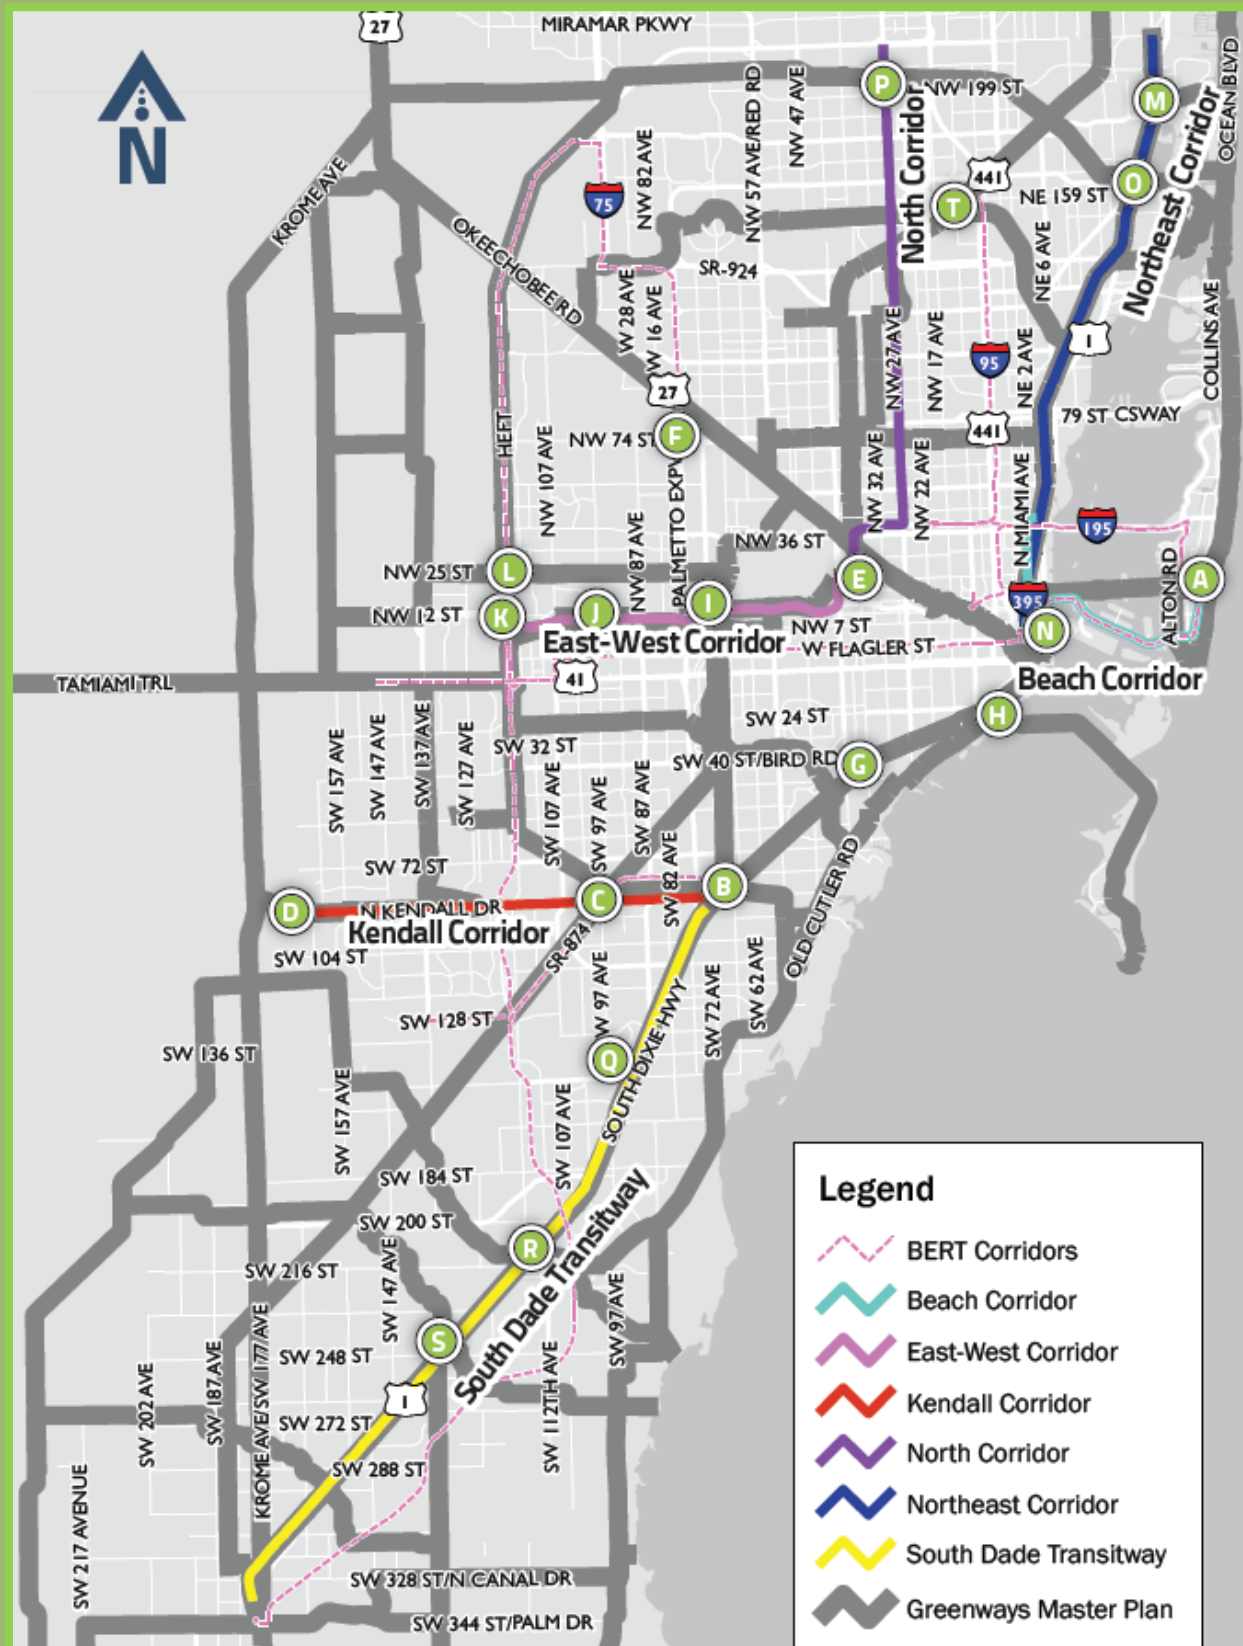 27
MIRAMAR PKWY
N
KROME AVE
OKEECHOBEE RD
75
NW 82 AVE
NW 57 AVE/RED RD
NW 47 AVE
P
NW 199 ST
North Corridor
M
OCEAN BLVD
441
T
NE 159 ST
O
Northeast Corridor
SR-924
NE 6 AVE
W 28 AVE
W 16 AVE
27
NW 27 AVE
NW 17 AVE
95
NE 2 AVE
1
COLLINS AVE
HEFT
NW 107 AVE
NW 74 ST
F
441
79 ST CSWAY
PALMETTO EXPY
NW 32 AVE
NW 22 AVE
N MIAMI AVE
195
NW 87 AVE
NW 36 ST
NW 25 ST
L
E
ALTON RD
A
NW 12 ST
K
J
I
395
N
NW 7 ST
W FLAGLER ST
East-West Corridor
TAMIAMI TRL
41
Beach Corridor
H
SW 24 ST
SW 32 ST
SW 40 ST/BIRD RD
G
SW 157 AVE
SW 147 AVE
SW 137 AVE
SW 127 AVE
SW 107 AVE
SW 97 AVE
SW 87 AVE
SW 82 AVE
SW 72 ST
D
N KENDALL DR
C
B
Kendall Corridor
OLD CUTLER RD
SW 104 ST
SR-874
SW 128 ST
W 97 AVE
SW 72 AVE
SW 62 AVE
SW 136 ST
Q
SOUTH DIXIE HWY
SW 157 AVE
SW 107 AVE
SW 184 ST
SW 200 ST
R
South Dade Transitway
SW 216 ST
SW 147 AVE
S
SW 97 AVE
SW 248 ST
KROME AVE/SW 177 AVE
SW 187 AVE
SW 202 AVE
1
SW 272 ST
SW 112TH AVE
SW 288 ST
SW 217 AVENUE
SW 328 ST/N CANAL DR
SW 344 ST/PALM DR
Legend
BERT Corridors
Beach Corridor
East-West Corridor
Kendall Corridor
North Corridor
Northeast Corridor
South Dade Transitway
Greenways Master Plan